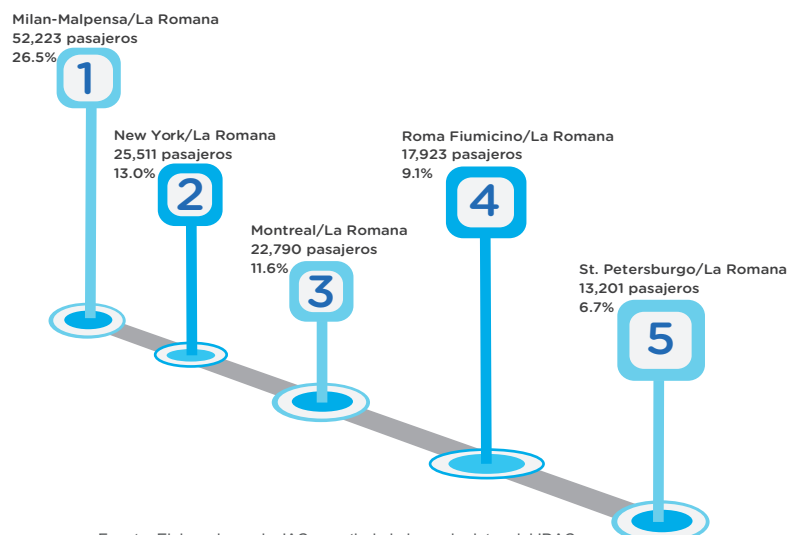 Milan-Malpensa/La Romana
52,223 pasajeros
26.5%
1
New York/La Romana
25,511 pasajeros
13.0%
2
Montreal/La Romana
22,790 pasajeros
11.6%
3
Roma Fiumicino/La Romana
17,923 pasajeros
9.1%
4
St. Petersburgo/La Romana
13,201 pasajeros
6.7%
5